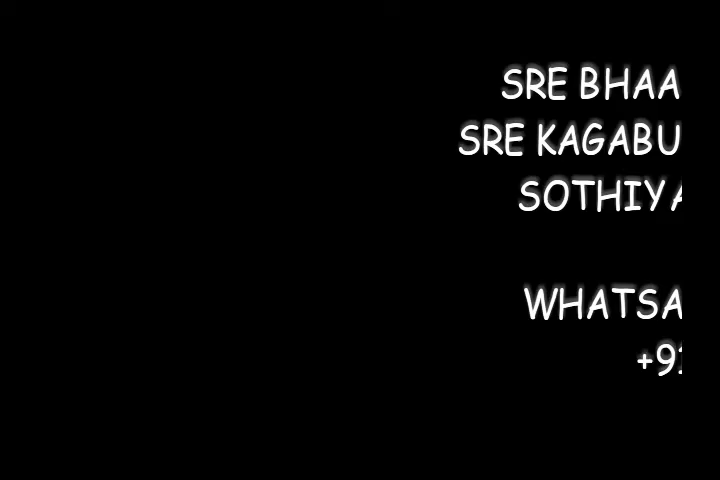 SRE BHAA
SRE KAGABU
SOTHIYA
WHATSA
+91